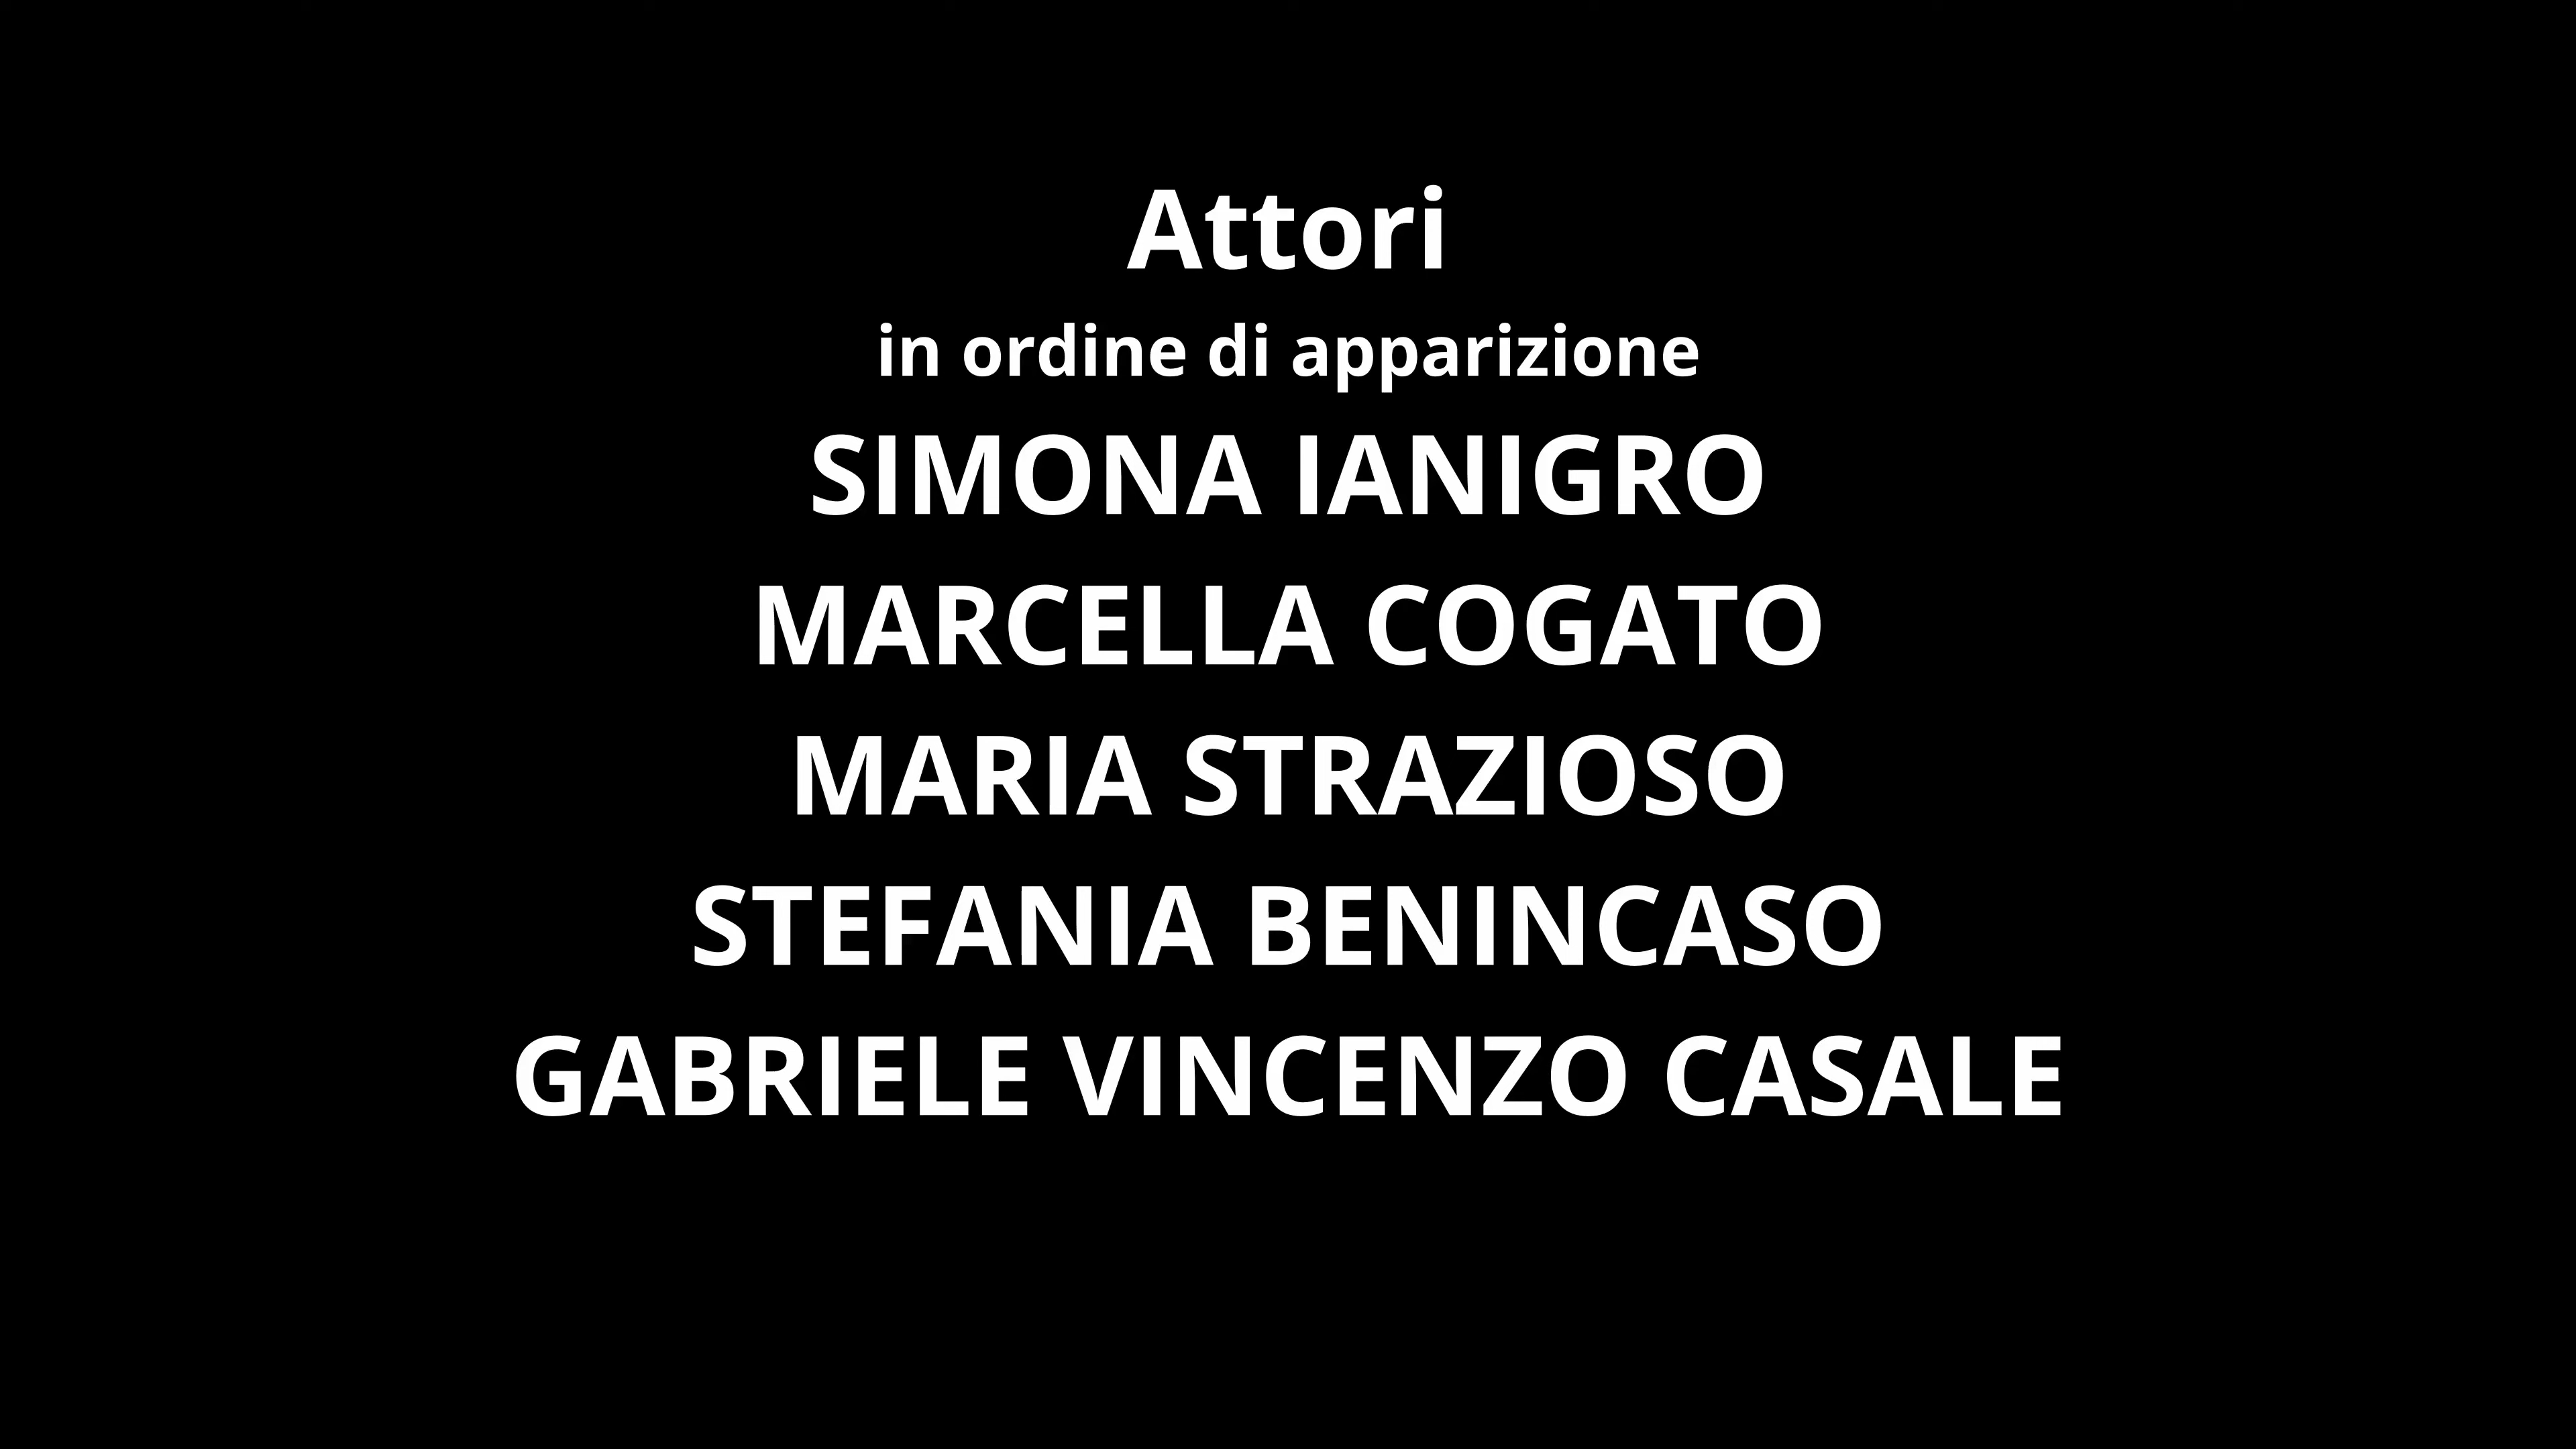 Attori
in ordine di apparizione
SIMONA IANIGRO
MARCELLA COGATO
MARIA STRAZIOSO
STEFANIA BENINCASO
GABRIELE VINCENZO CASALE